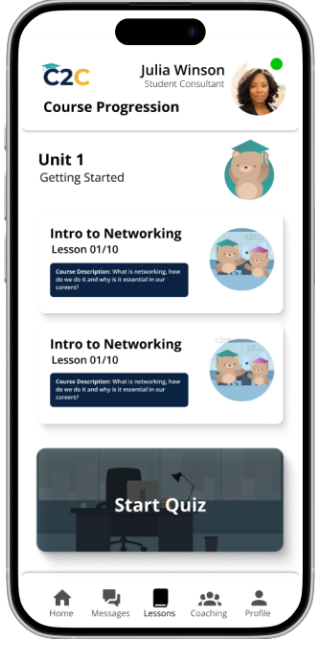 C2C
Julia Winson
Student Consultant
Course Progression
Unit 1
Getting Started
Intro to Networking
Lesson 01/10
Course Description: What is networking, how
do we do it and why is it essential in our
careers?
Intro to Networking
Lesson 01/10
Course Description: What is networking, how
do we do it and why is it essential in our
careers?
Start Quiz
Home
Messages
Lessons
Coaching
Profile